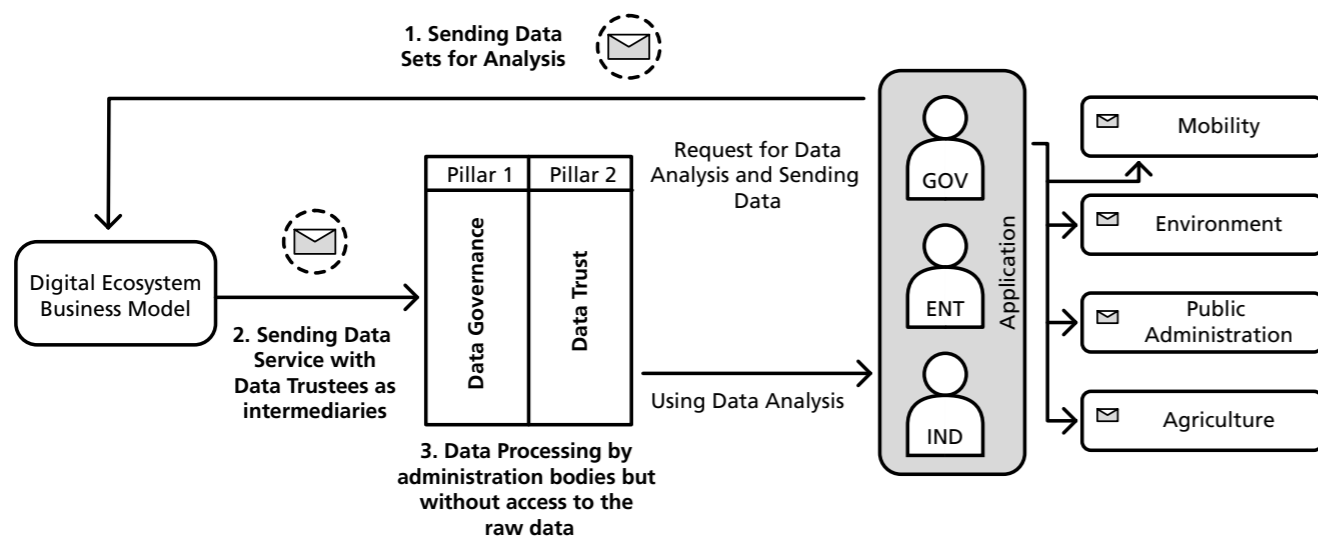 1. Sending Data
Sets for Analysis
Request for Data
Analysis and Sending
Data
Digital Ecosystem
Business Model
2. Sending Data
Service with
Data Trustees as
intermediaries
Pillar 1
Pillar 2
Data Governance
Data Trust
3. Data Processing by
administration bodies but
without access to the
raw data
Using Data Analysis
GOV
ENT
IND
Application
Mobility
Environment
Public
Administration
Agriculture